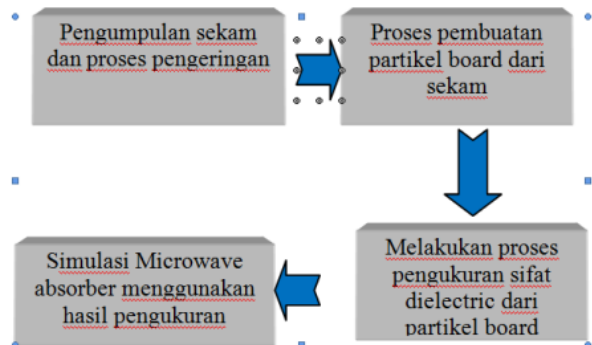 Pengumpulan sekam
dan proses pengeringan
Proses pembuatan
partikel board dari
sekam
Melakukan proses
pengukuran sifat
dielectric dari
partikel board
Simulasi Microwave
absorber menggunakan
hasil pengukuran